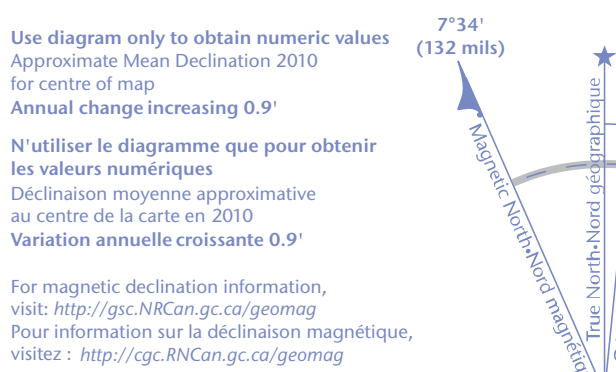 Use diagram only to obtain numeric values
Approximate Mean Declination 2010
for centre of map
Annual change increasing 0.9'
N'utiliser le diagramme que pour obtenir
les valeurs numériques
Déclinaison moyenne approximative
au centre de la carte en 2010
Variation annuelle croissante 0.9'
For magnetic declination information,
visit: http://gsc.NRCan.gc.ca/geomag
Pour information sur la déclinaison magnétique,
visitez : http://cgc.RNCan.gc.ca/geomag
7°34'
(132 mils)
Magnetic North•Nord
True North•Nord géographique